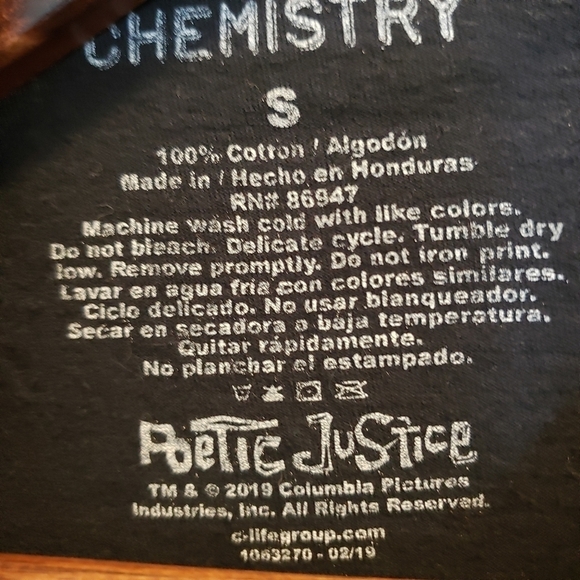 CHEMISTRY
S
100% Cotton / Algodón
Made in / Hecho en Honduras
RN# 86947
Machine wash cold with like colors.
Do not bleach. Delicate cycle. Tumble dry
low. Remove promptly. Do not iron print.
Lavar en agua fria con colores similares.
Ciclo delicado. No usar blanqueador.
Secar en secadora a baja temperatura.
Quitar rápidamente.
No planchar el estampado.
Poetic Justice
TM & © 2019 Columbia Pictures
Industries, Inc. All Rights Reserved.
c-lifegroup.com
1063270 - 02/19